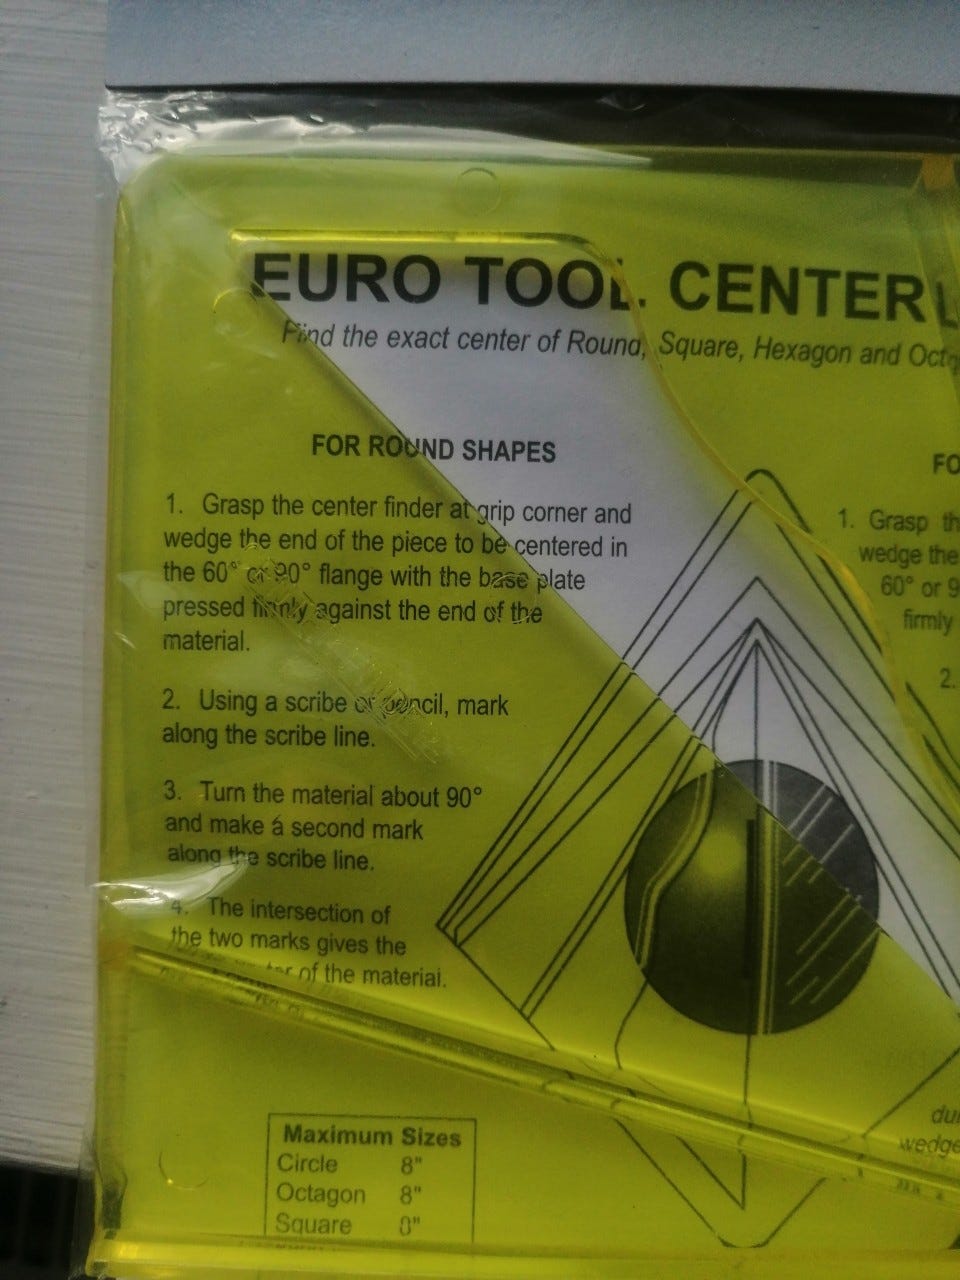 EURO TOOL CENTER
Find the exact center of Round, Square, Hexagon and
FOR ROUND SHAPES
1. Grasp the center finder at grip corner and
wedge the end of the piece to be centered in
the 60° or 90° flange with the base plate
pressed firmly against the end of the
material.
2. Using a scribe or pencil, mark
along the scribe line.
3. Turn the material about 90°
and make á second mark
along the scribe line.
4. The intersection of
the two marks gives the
of the material.
Maximum Sizes
Circle 8"
Octagon 8"
Square
FO
1. Grasp
wedge the
60° or
firmly
2.
wedge